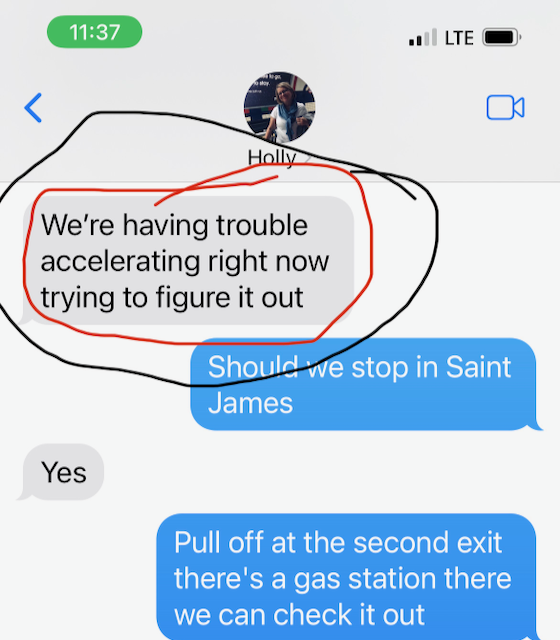 11:37
LTE
Holly
We're having trouble
accelerating right now
trying to figure it out
Should we stop in Saint
James
Yes
Pull off at the second exit
there's a gas station there
we can check it out